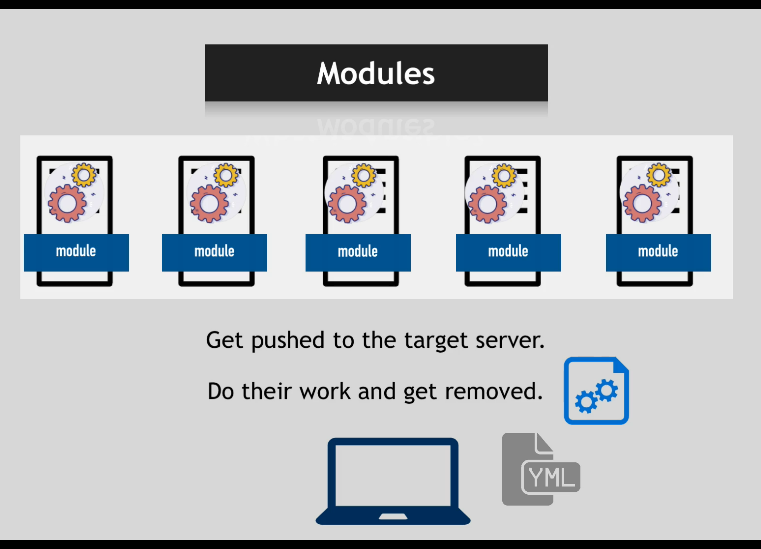 Modules
module
module
module
module
module
Get pushed to the target server.
Do their work and get removed.
YML